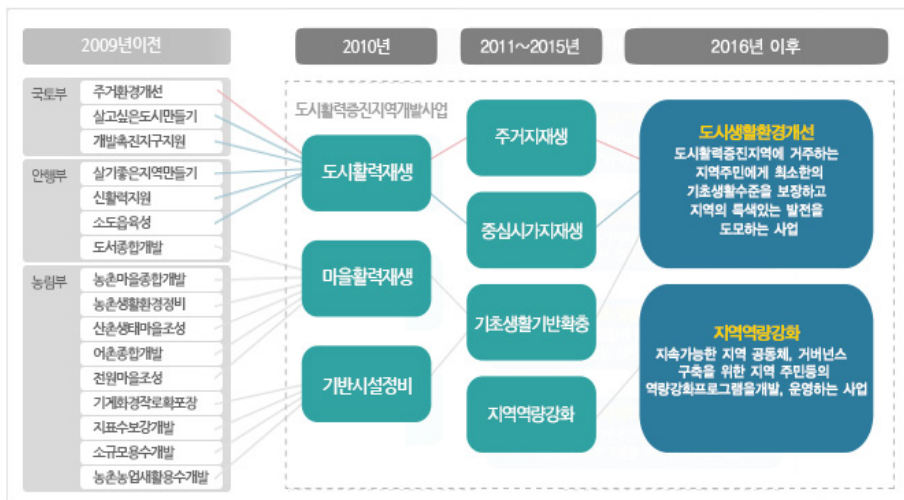 2009년이전
2010년
2011~2015년
2016년 이후
국토부
주거환경개선
살고싶은도시만들기
개발촉진지구지원
안행부
살기좋은지역만들기
신활력지원
소도읍육성
도서종합개발
농림부
농촌마을종합개발
농촌생활환경정비
산촌생태마을조성
어촌종합개발
전원마을조성
기계화경작로확포장
지표수보강개발
소규모용수개발
농촌농업새활용수개발
도시활력증진지역개발사업
도시활력재생
마을활력재생
기반시설정비
주거지재생
중심시가지재생
기초생활기반확충
지역역량강화
도시생활환경개선
도시활력증진지역에 거주하는
지역주민에게 최소한의
기초생활수준을 보장하고
지역의 특색있는 발전을
도모하는 사업
지역역량강화
지속가능한 지역 공동체, 거버넌스
구축을 위한 지역 주민등의
역량강화프로그램을개발, 운영하는 사업